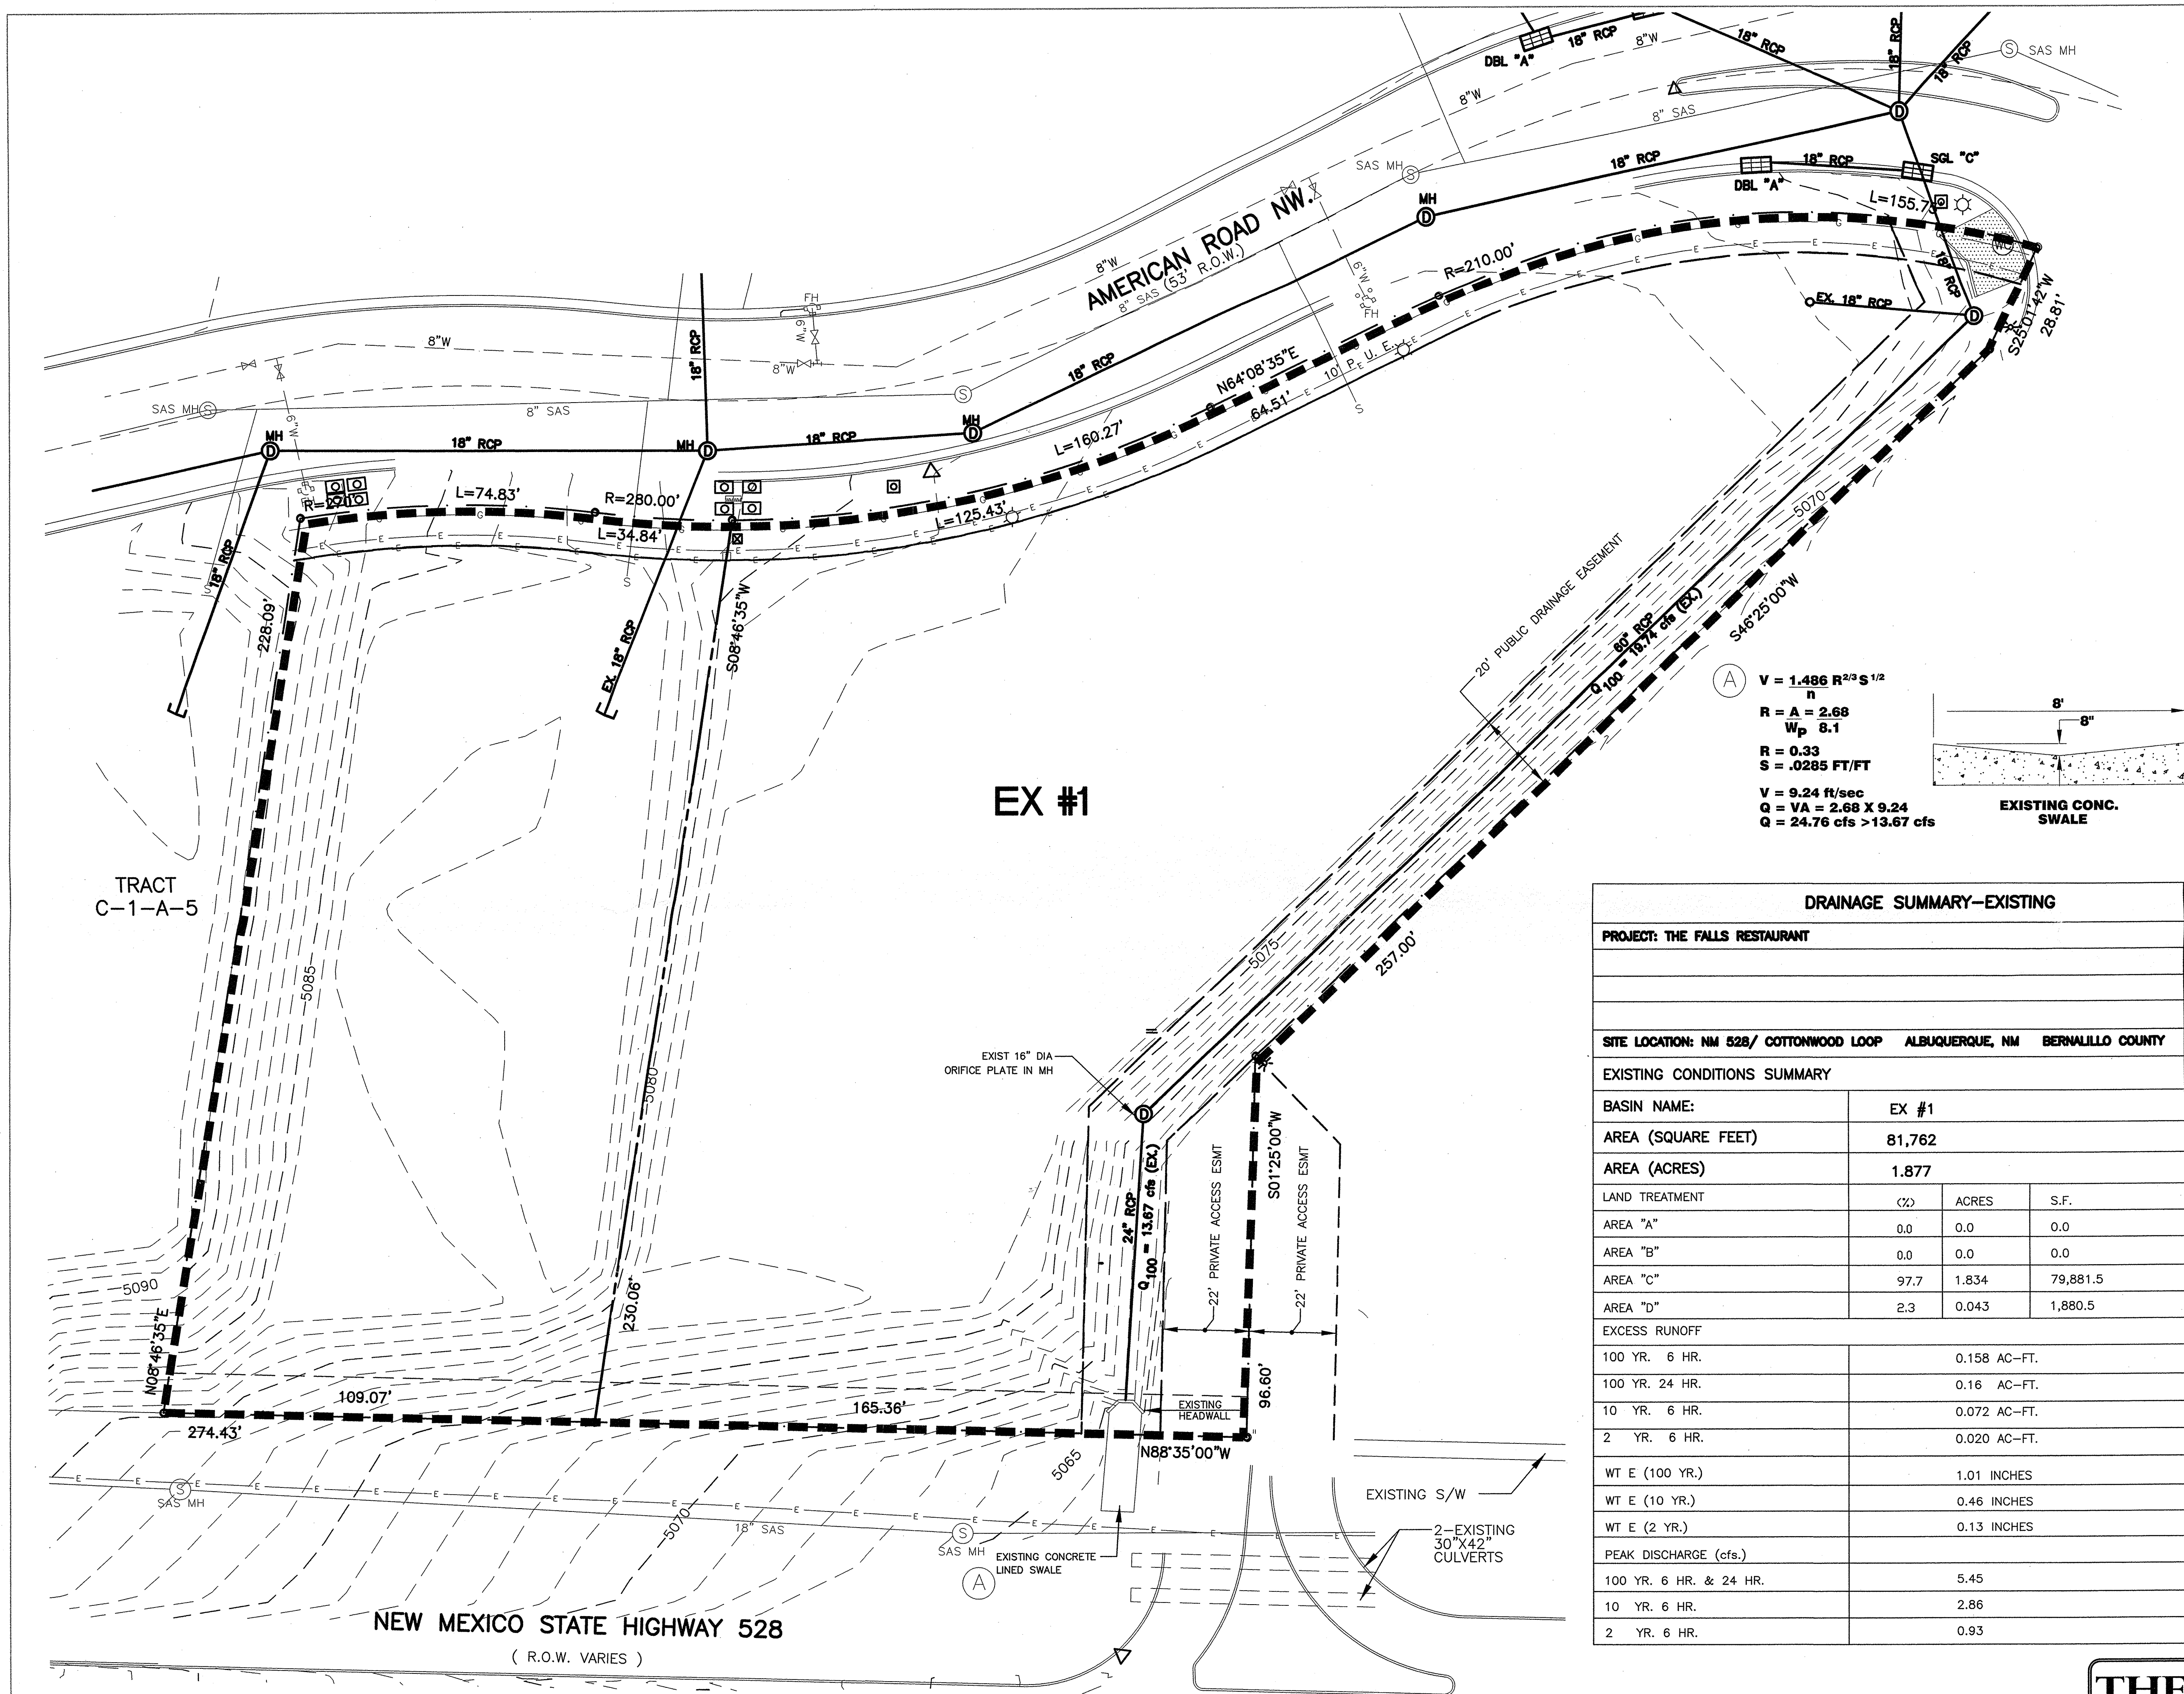 18" RCP
8"W
18" RCP
18" RCP
18" RCP
S SAS MH
DBL "A"
8"W
8" SAS
D
SAS MH S
18" RCP
18" RCP
SGL "C"
DBL "A"
L=155.75
MH
D
8"W
AMERICAN ROAD NW.
8" SAS (53' R.O.W.)
6"W
FH
R=210.00'
G
WC
18" RCP
EX. 18" RCP
D
S25°01'42"W
28.81'
FH
6"W
8"W
8"W
18" RCP
18" RCP
N64°08'35"E
64.51'
10' P. U. E.
E
S
SAS MH S
8" SAS
S
6"W
MH
D
18" RCP
MH D
18" RCP
MH
D
L=160.27'
R=270'
L=74.83'
R=280.00'
L=34.84'
L=125.43'
18" RCP
S
S
228.09'
EX. 18" RCP
S08°46'35"W
5070
20' PUBLIC DRAINAGE EASEMENT
60" RCP
Q100 = 19.74 cfs (EX.)
S46°25'00"W
A
V = 1.486 R2/3 S 1/2
n
R = A = 2.68
WP 8.1
R = 0.33
S = .0285 FT/FT
V = 9.24 ft/sec
Q = VA = 2.68 X 9.24
Q = 24.76 cfs >13.67 cfs
8'
8"
EXISTING CONC.
SWALE
EX #1
TRACT
C-1-A-5
5085
5075
257.00'
5080
EXIST 16" DIA
ORIFICE PLATE IN MH
D
24" RCP
Q100 = 13.67 cfs (EX.)
22' PRIVATE ACCESS ESMT
S01°25'00"W
22' PRIVATE ACCESS ESMT
5090
N08°46'35"E
230.06'
96.60'
109.07'
274.43'
165.36'
EXISTING
HEADWALL
N88°35'00"W
5065
E
S
SAS MH
5070
18" SAS
S
SAS MH
EXISTING CONCRETE
LINED SWALE
A
EXISTING S/W
2-EXISTING
30"X42"
CULVERTS
NEW MEXICO STATE HIGHWAY 528
( R.O.W. VARIES )
DRAINAGE SUMMARY-EXISTING
PROJECT: THE FALLS RESTAURANT
SITE LOCATION: NM 528/ COTTONWOOD LOOP ALBUQUERQUE, NM BERNALILLO COUNTY
EXISTING CONDITIONS SUMMARY
BASIN NAME: EX #1
AREA (SQUARE FEET) 81,762
AREA (ACRES) 1.877
LAND TREATMENT (%) ACRES S.F.
AREA "A" 0.0 0.0 0.0
AREA "B" 0.0 0.0 0.0
AREA "C" 97.7 1.834 79,881.5
AREA "D" 2.3 0.043 1,880.5
EXCESS RUNOFF
100 YR. 6 HR. 0.158 AC-FT.
100 YR. 24 HR. 0.16 AC-FT.
10 YR. 6 HR. 0.072 AC-FT.
2 YR. 6 HR. 0.020 AC-FT.
WT E (100 YR.) 1.01 INCHES
WT E (10 YR.) 0.46 INCHES
WT E (2 YR.) 0.13 INCHES
PEAK DISCHARGE (cfs.)
100 YR. 6 HR. & 24 HR. 5.45
10 YR. 6 HR. 2.86
2 YR. 6 HR. 0.93
THE